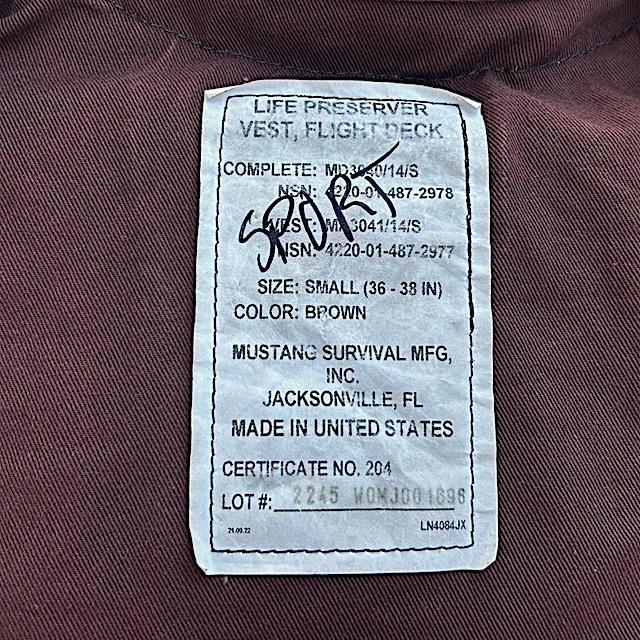 LIFE PRESERVER
VEST, FLIGHT DECK
COMPLETE: MD3040/14/S
NSN: 4220-01-487-2978
SPORT
VEST: MA3041/14/S
NSN: 4220-01-487-2977
SIZE: SMALL (36 - 38 IN)
COLOR: BROWN
MUSTANG SURVIVAL MFG,
INC.
JACKSONVILLE, FL
MADE IN UNITED STATES
CERTIFICATE NO. 204
LOT #: 2245 WOMJ001696
21.09.22 LN4084JX